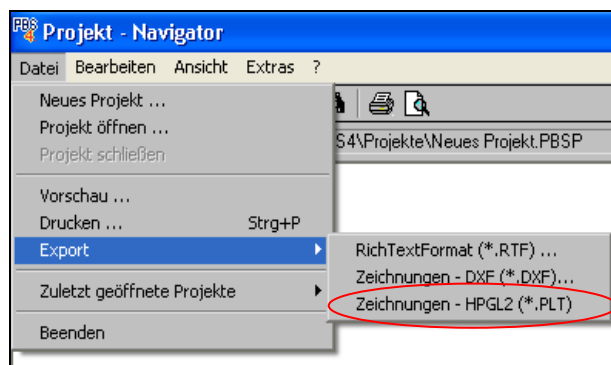 PBS 4 Projekt - Navigator
Datei Bearbeiten Ansicht Extras ?
Neues Projekt ...
Projekt öffnen ...
S4\Projekte\Neues Projekt.PBSP
Projekt schließen
Vorschau ...
Drucken ... Strg+P
Export
RichTextFormat (*.RTF) ...
Zeichnungen - DXF (*.DXF)...
Zuletzt geöffnete Projekte
Zeichnungen - HPGL2 (*.PLT)
Beenden